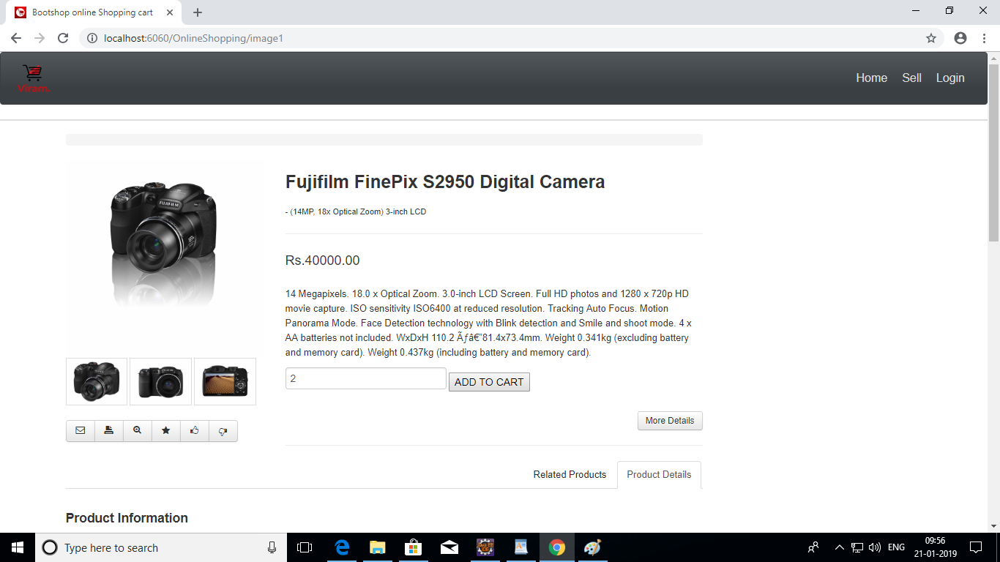 Bootshop online Shopping cart
localhost:6060/OnlineShopping/image1
Viram
Home Sell Login
FUJIFILM
Fujifilm FinePix S2950 Digital Camera
- (14MP, 18x Optical Zoom) 3-inch LCD
Rs.40000.00
14 Megapixels. 18.0 x Optical Zoom. 3.0-inch LCD Screen. Full HD photos and 1280 x 720p HD
movie capture. ISO sensitivity ISO6400 at reduced resolution. Tracking Auto Focus. Motion
Panorama Mode. Face Detection technology with Blink detection and Smile and shoot mode. 4 x
AA batteries not included. WxDxH 110.2 Ãƒâ€”81.4x73.4mm. Weight 0.341kg (excluding battery
and memory card). Weight 0.437kg (including battery and memory card).
2
ADD TO CART
More Details
Related Products
Product Details
Product Information
Type here to search
ENG
09:56
21-01-2019